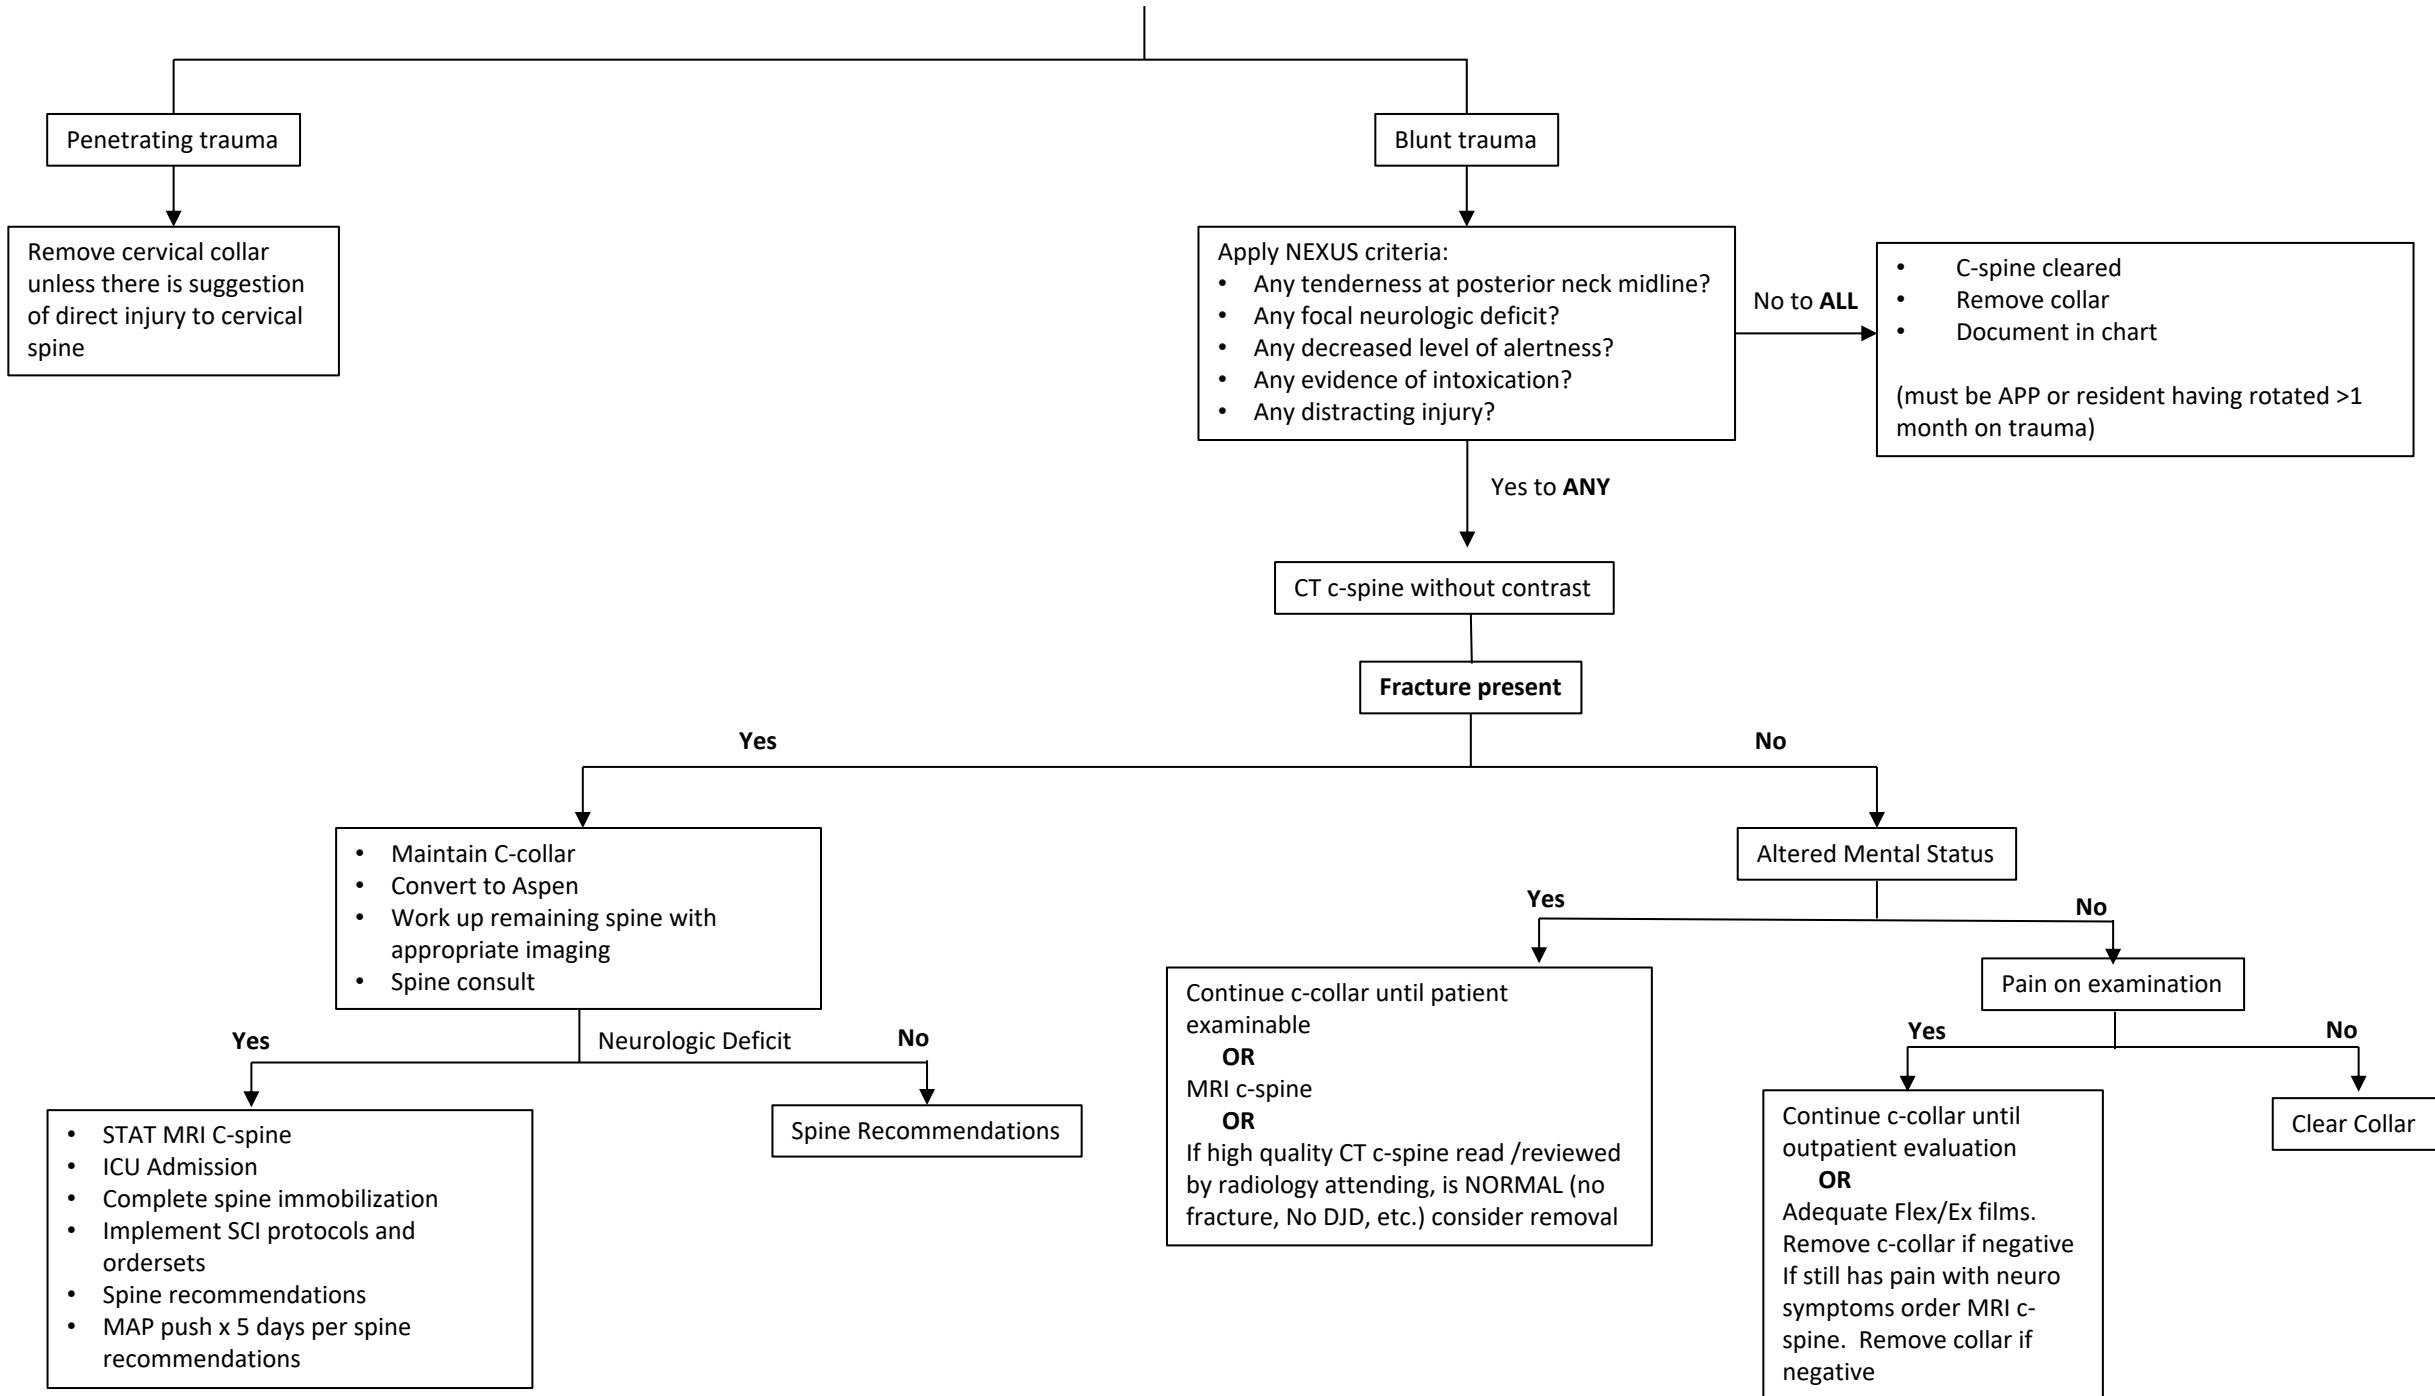 Penetrating trauma
Blunt trauma
Remove cervical collar
unless there is suggestion
of direct injury to cervical
spine
Apply NEXUS criteria:
• Any tenderness at posterior neck midline?
• Any focal neurologic deficit?
• Any decreased level of alertness?
• Any evidence of intoxication?
• Any distracting injury?
No to ALL
• C-spine cleared
• Remove collar
• Document in chart
(must be APP or resident having rotated >1
month on trauma)
Yes to ANY
CT c-spine without contrast
Fracture present
Yes
No
• Maintain C-collar
• Convert to Aspen
• Work up remaining spine with
appropriate imaging
• Spine consult
Altered Mental Status
Yes
No
Neurologic Deficit
Yes
No
• STAT MRI C-spine
• ICU Admission
• Complete spine immobilization
• Implement SCI protocols and
ordersets
• Spine recommendations
• MAP push x 5 days per spine
recommendations
Spine Recommendations
Continue c-collar until patient
examinable
OR
MRI c-spine
OR
If high quality CT c-spine read /reviewed
by radiology attending, is NORMAL (no
fracture, No DJD, etc.) consider removal
Pain on examination
Yes
No
Continue c-collar until
outpatient evaluation
OR
Adequate Flex/Ex films.
Remove c-collar if negative
If still has pain with neuro
symptoms order MRI c-
spine.  Remove collar if
negative
Clear Collar